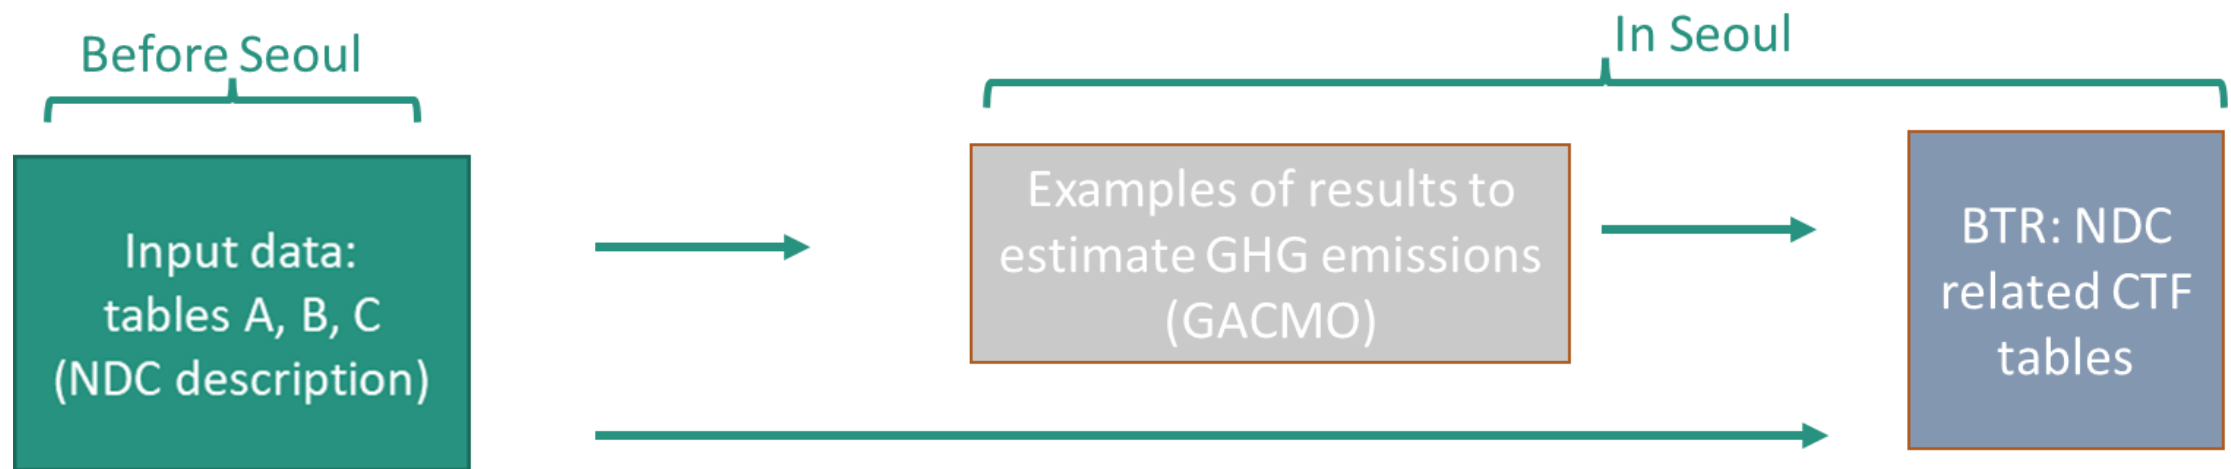 Before Seoul
In Seoul
Input data:
tables A, B, C
(NDC description)
Examples of results to
estimate GHG emissions
(GACMO)
BTR: NDC
related CTF
tables